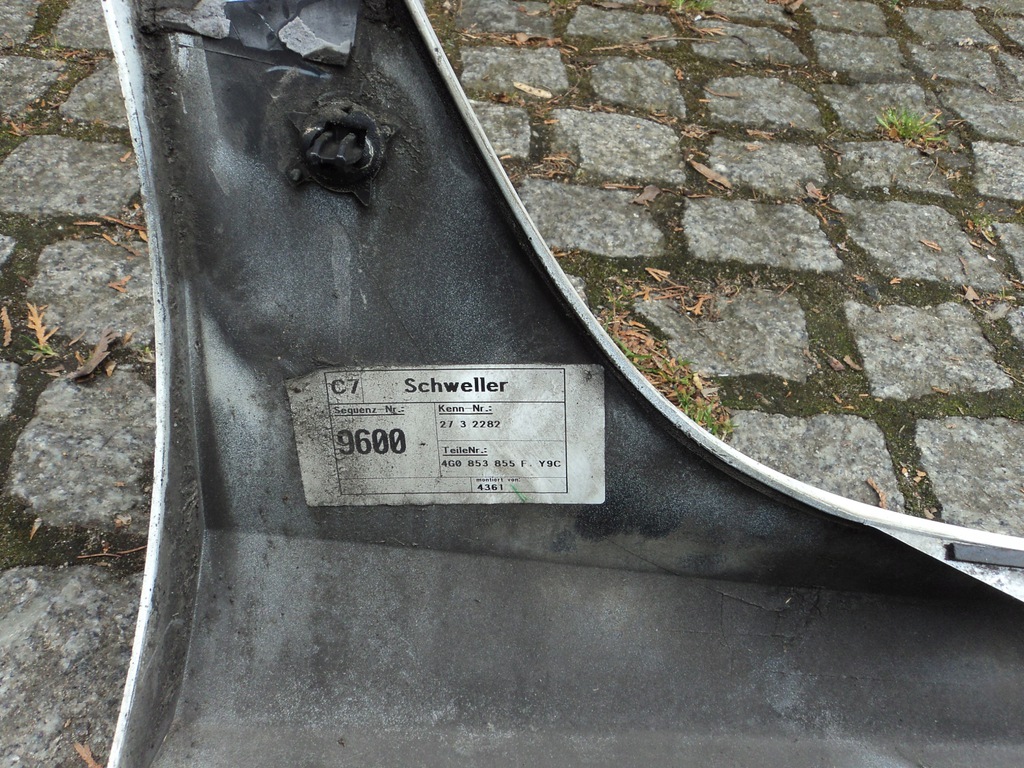 C7 Schweller
Sequenz-Nr.: Kenn-Nr.:
9600 27 3 2282
TeileNr.:
4G0 853 855 F. Y9C
montiert von:
4361